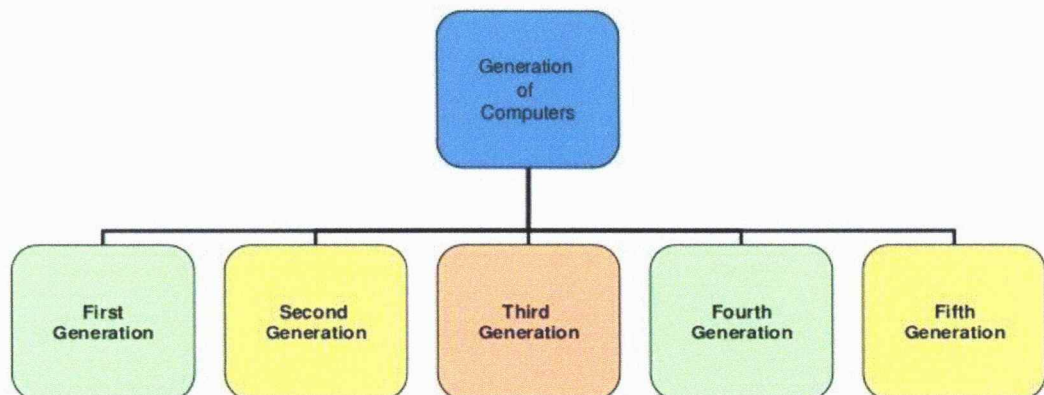 Generation
of
Computers
First
Generation
Second
Generation
Third
Generation
Fourth
Generation
Fifth
Generation